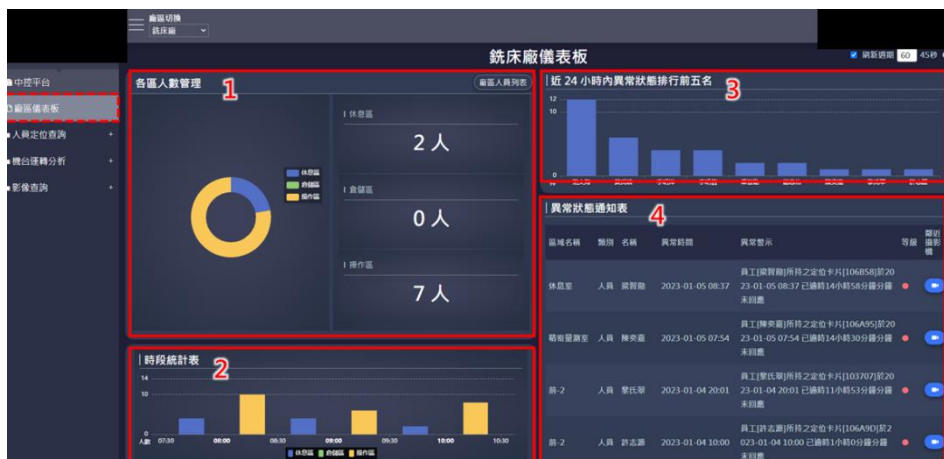 廠區切換
銑床廠
銑床廠儀表板
刷新週期 60 45秒
中控平台
廠區儀表板
人員定位查詢 +
機台運轉分析 +
影像查詢 +
各區人數管理
1
廠區人員列表
休息區
倉儲區
操作區
休息區
2 人
倉儲區
0 人
操作區
7 人
時段統計表
2
14
10
0
人數 07:30 08:00 08:30 09:00 09:30 10:00 10:30
休息區 倉儲區 操作區
近 24 小時內異常狀態排行前五名
3
12
10
0
異常狀態通知表
4
區域名稱 類別 名稱 異常時間 異常警示 等級 鄰近攝影機
休息室 人員 2023-01-05 08:37
員工[梁智勛]所持之定位卡片[106B58]於20
23-01-05 08:37 已逾時14小時58分鐘分鐘
未回應
精密量測室 人員 陳奕嘉 2023-01-05 07:54
員工[陳奕嘉]所持之定位卡片[106A95]於20
23-01-05 07:54 已逾時14小時30分鐘分鐘
未回應
前-2 人員 黎氏翠 2023-01-04 20:01
員工[黎氏翠]所持之定位卡片[103707]於20
23-01-04 20:01 已逾時11小時53分鐘分鐘
未回應
前-2 人員 許志源 2023-01-04 10:00
員工[許志源]所持之定位卡片[106A9D]於2
023-01-04 10:00 已逾時1小時0分鐘分鐘
未回應